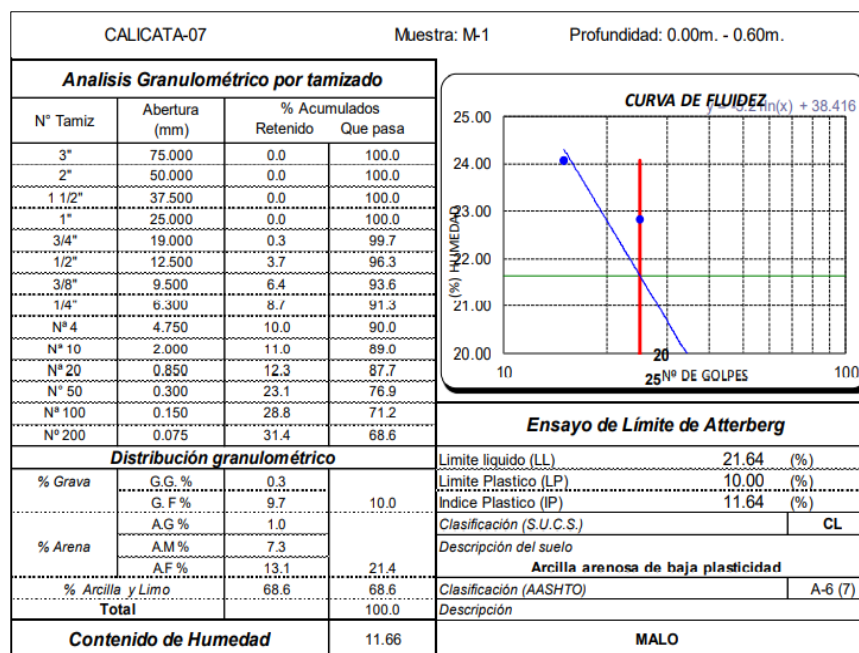 CALICATA-07 Muestra: M-1 Profundidad: 0.00m. - 0.60m.
Analisis Granulométrico por tamizado
N° Tamiz Abertura (mm) % Acumulados
Retenido Que pasa
3" 75.000 0.0 100.0
2" 50.000 0.0 100.0
1 1/2" 37.500 0.0 100.0
1" 25.000 0.0 100.0
3/4" 19.000 0.3 99.7
1/2" 12.500 3.7 96.3
3/8" 9.500 6.4 93.6
1/4" 6.300 8.7 91.3
Nª 4 4.750 10.0 90.0
Nª 10 2.000 11.0 89.0
Nª 20 0.850 12.3 87.7
N° 50 0.300 23.1 76.9
Nª 100 0.150 28.8 71.2
Nº 200 0.075 31.4 68.6
Distribución granulométrico
% Grava G.G. % 0.3
G. F % 9.7 10.0
A.G % 1.0
% Arena A.M % 7.3
A.F % 13.1 21.4
% Arcilla y Limo 68.6 68.6
Total 100.0
Contenido de Humedad 11.66
CURVA DE FLUIDEZ
ln(x) + 38.416
25.00
24.00
23.00
22.00
21.00
20.00
(%) HUMEDAD
20
10 100
25 Nº DE GOLPES
Ensayo de Límite de Atterberg
Limite liquido (LL) 21.64 (%)
Limite Plastico (LP) 10.00 (%)
Indice Plastico (IP) 11.64 (%)
Clasificación (S.U.C.S.) CL
Descripción del suelo
Arcilla arenosa de baja plasticidad
Clasificación (AASHTO) A-6 (7)
Descripción
MALO